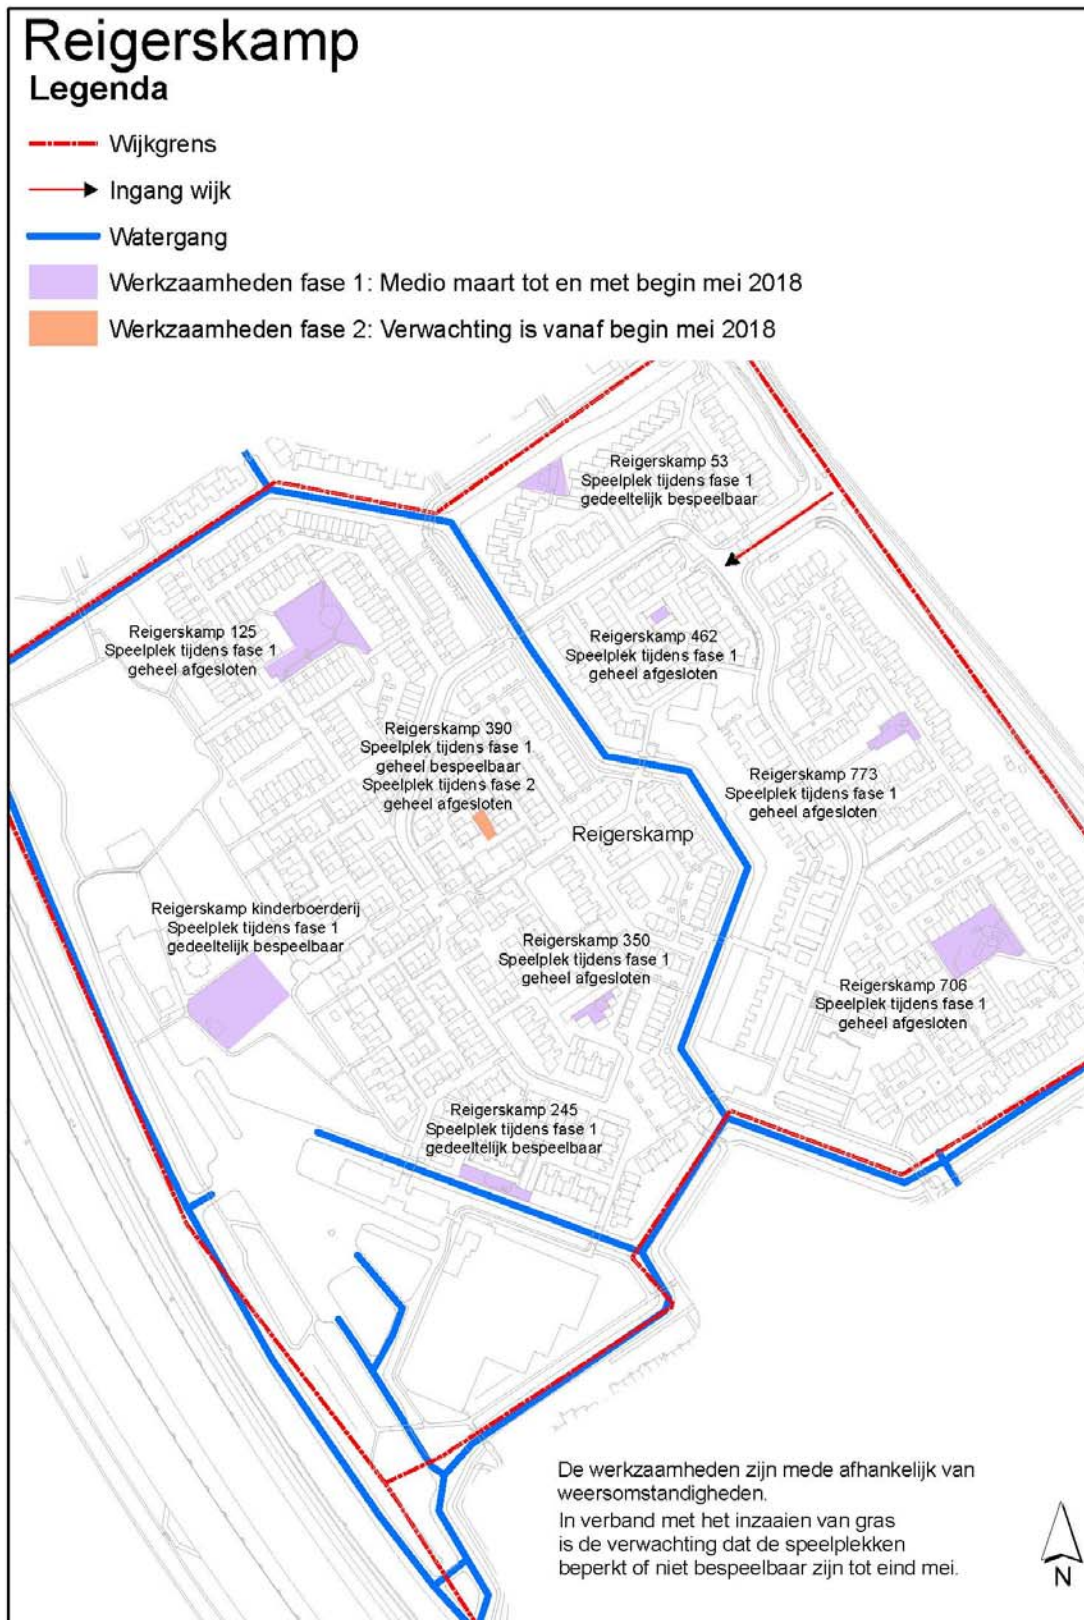 Reigerskamp
Legenda
Wijkgrens
Ingang wijk
Watergang
Werkzaamheden fase 1: Medio maart tot en met begin mei 2018
Werkzaamheden fase 2: Verwachting is vanaf begin mei 2018
Reigerskamp 53
Speelplek tijdens fase 1
gedeeltelijk bespeelbaar
Reigerskamp 125
Speelplek tijdens fase 1
geheel afgesloten
Reigerskamp 462
Speelplek tijdens fase 1
geheel afgesloten
Reigerskamp 390
Speelplek tijdens fase 1
geheel bespeelbaar
Speelplek tijdens fase 2
geheel afgesloten
Reigerskamp 773
Speelplek tijdens fase 1
geheel afgesloten
Reigerskamp
Reigerskamp kinderboerderij
Speelplek tijdens fase 1
gedeeltelijk bespeelbaar
Reigerskamp 350
Speelplek tijdens fase 1
geheel afgesloten
Reigerskamp 706
Speelplek tijdens fase 1
geheel afgesloten
Reigerskamp 245
Speelplek tijdens fase 1
gedeeltelijk bespeelbaar
De werkzaamheden zijn mede afhankelijk van
weersomstandigheden.
In verband met het inzaaien van gras
is de verwachting dat de speelplekken
beperkt of niet bespeelbaar zijn tot eind mei.
N